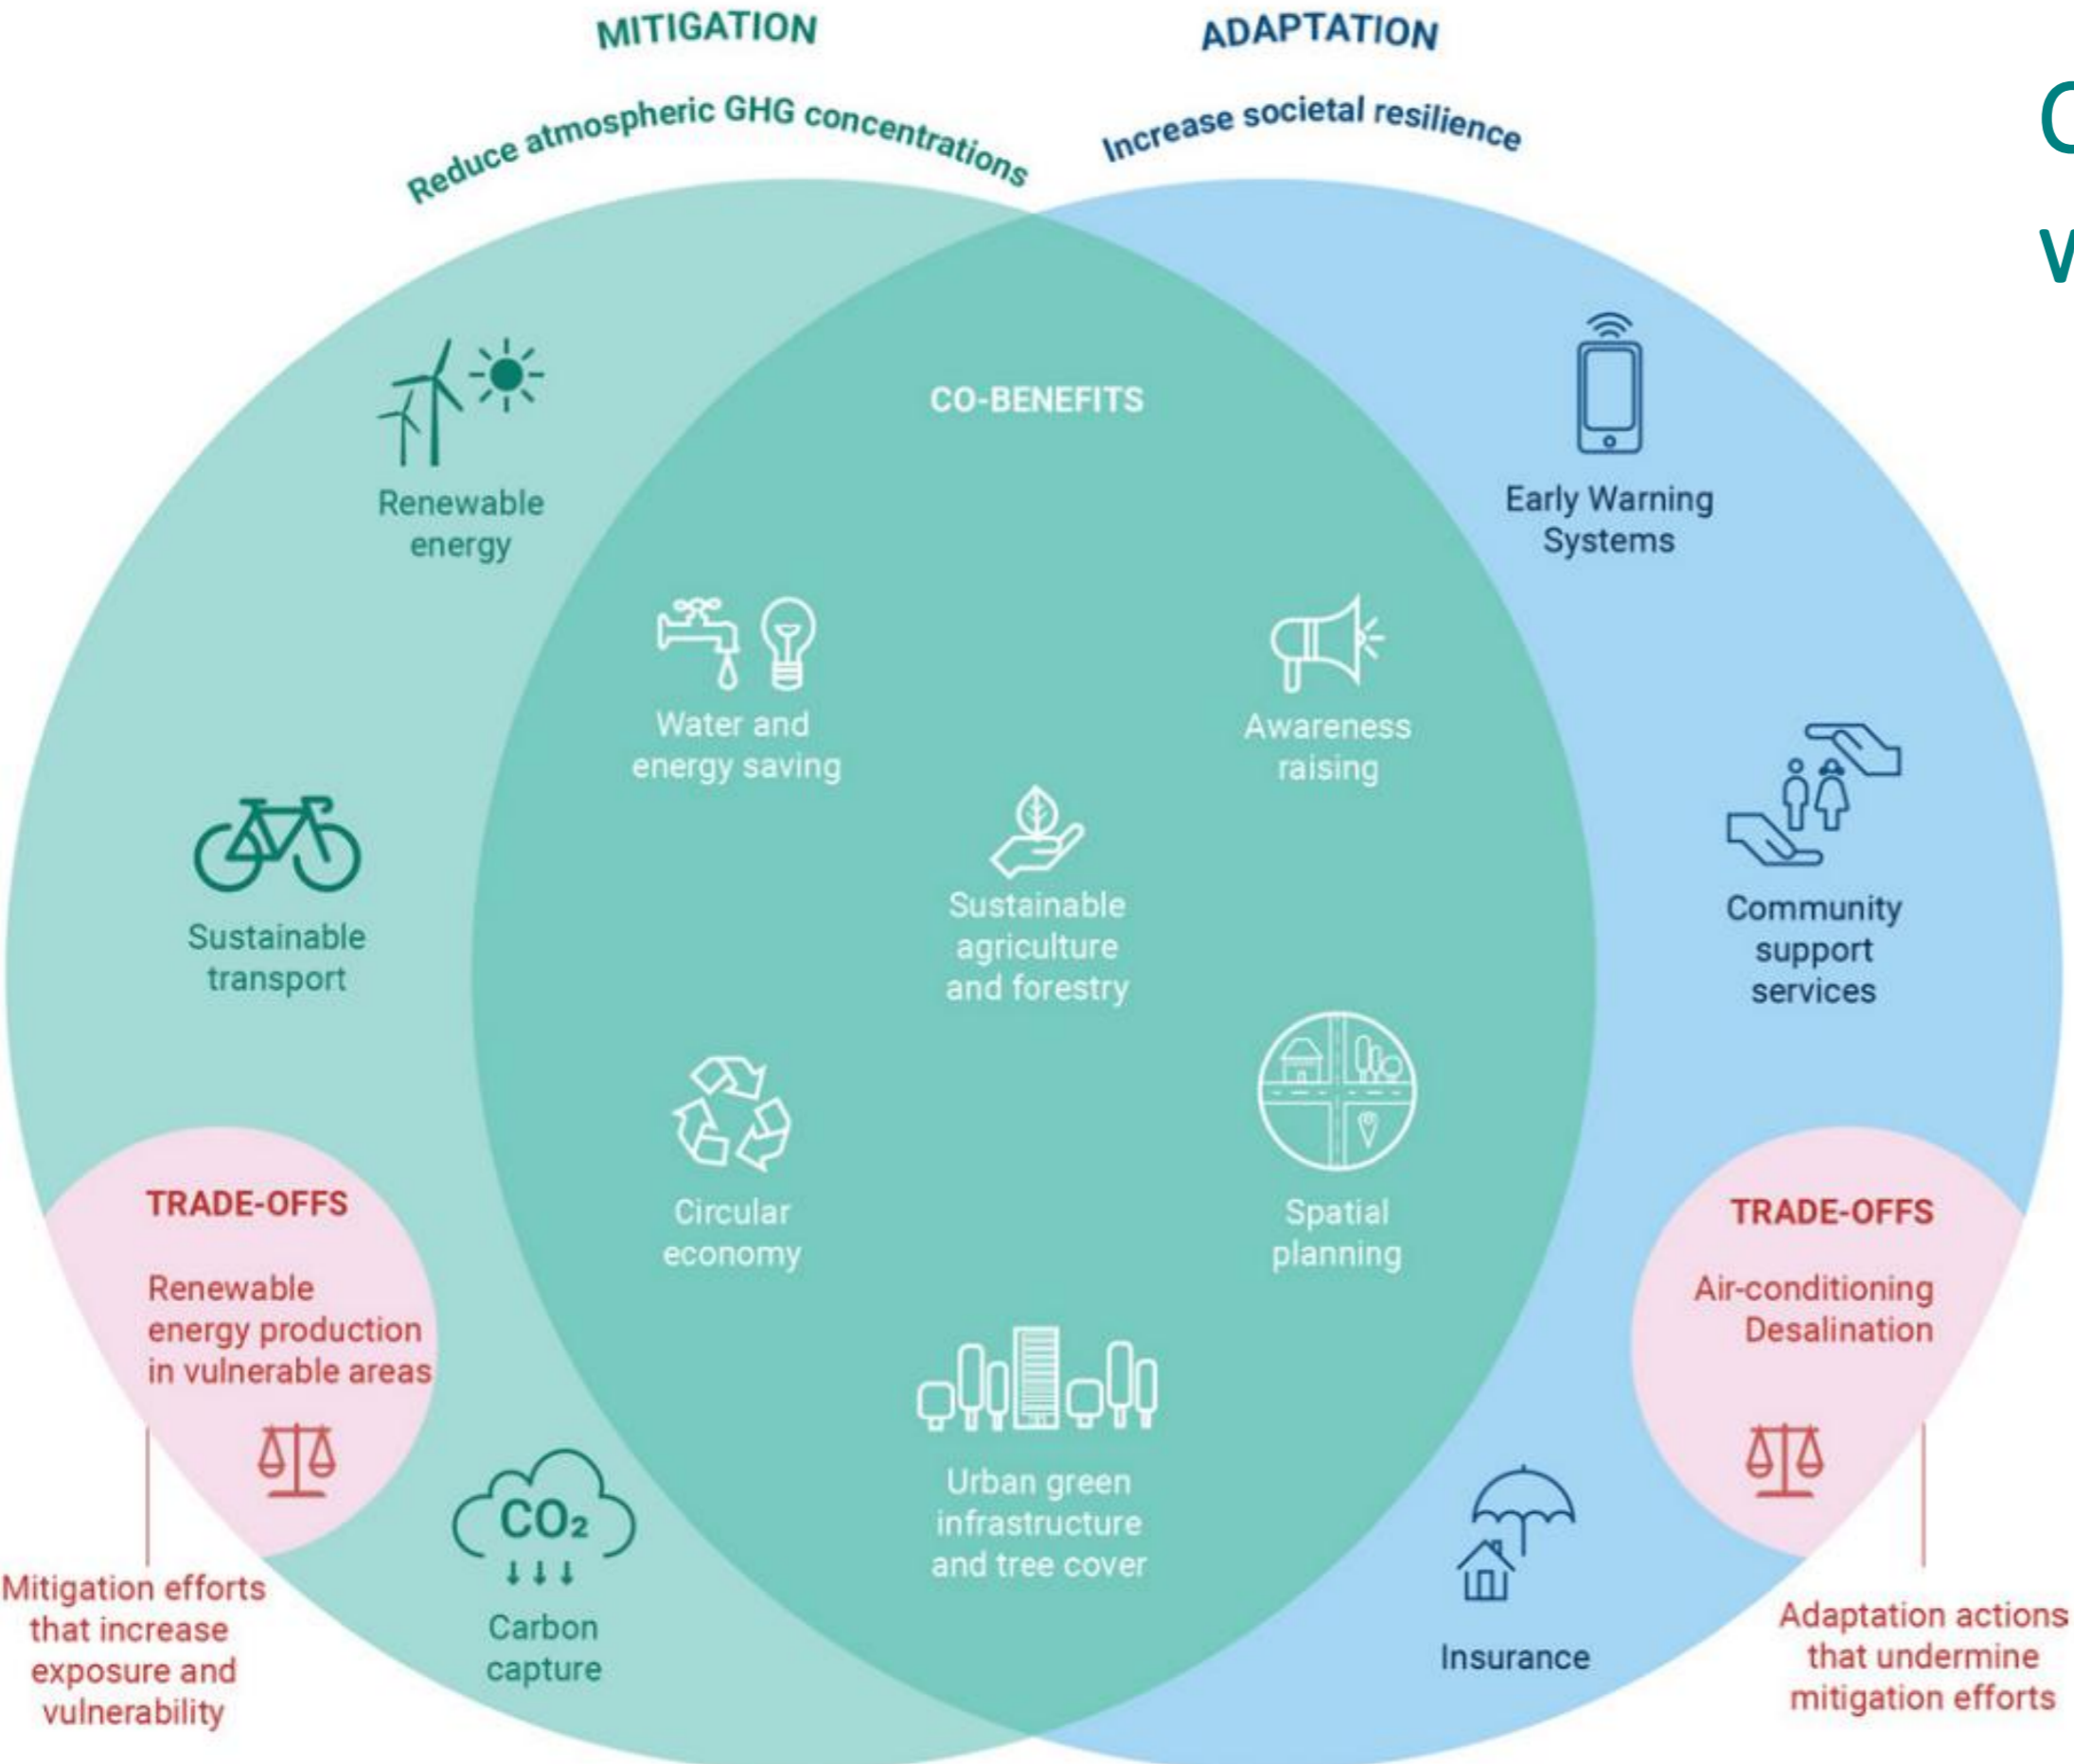 MITIGATION
Reduce atmospheric GHG concentrations
ADAPTATION
Increase societal resilience
CO-BENEFITS
Renewable
energy
Early Warning
Systems
Water and
energy saving
Awareness
raising
Sustainable
transport
Sustainable
agriculture
and forestry
Community
support
services
Circular
economy
Spatial
planning
TRADE-OFFS
Renewable
energy production
in vulnerable areas
TRADE-OFFS
Air-conditioning
Desalination
CO₂
Carbon
capture
Urban green
infrastructure
and tree cover
Insurance
Mitigation efforts
that increase
exposure and
vulnerability
Adaptation actions
that undermine
mitigation efforts